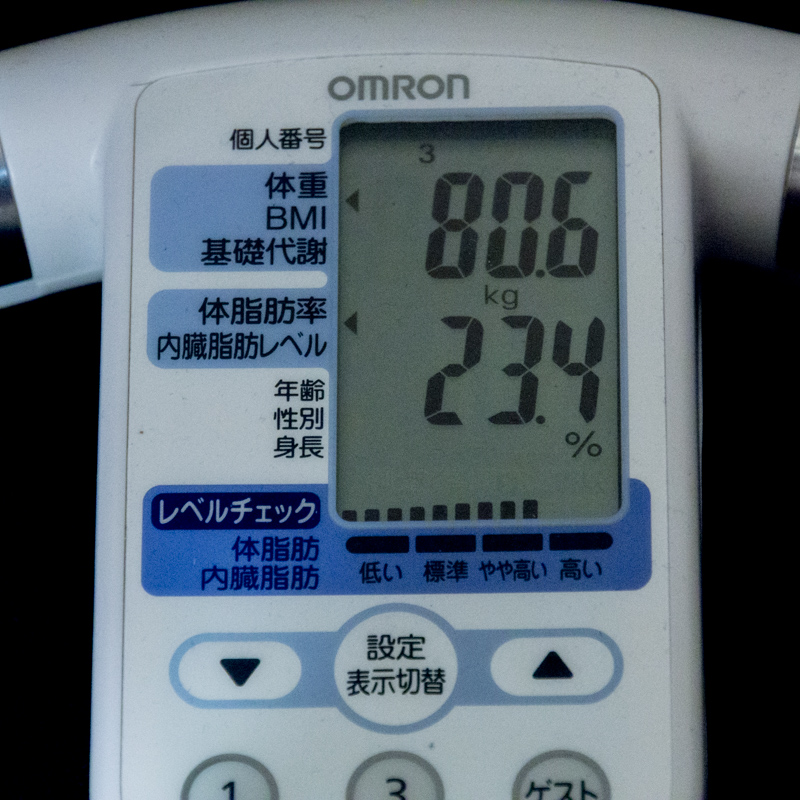 OMRON
個人番号
3
体重
80.6
BMI
基礎代謝
kg
体脂肪率
23.4
内臓脂肪レベル
年齢
性別
身長
%
レベルチェック
体脂肪
内臓脂肪
低い 標準 やや高い 高い
▼
設定
表示切替
▲
1
3
ゲスト